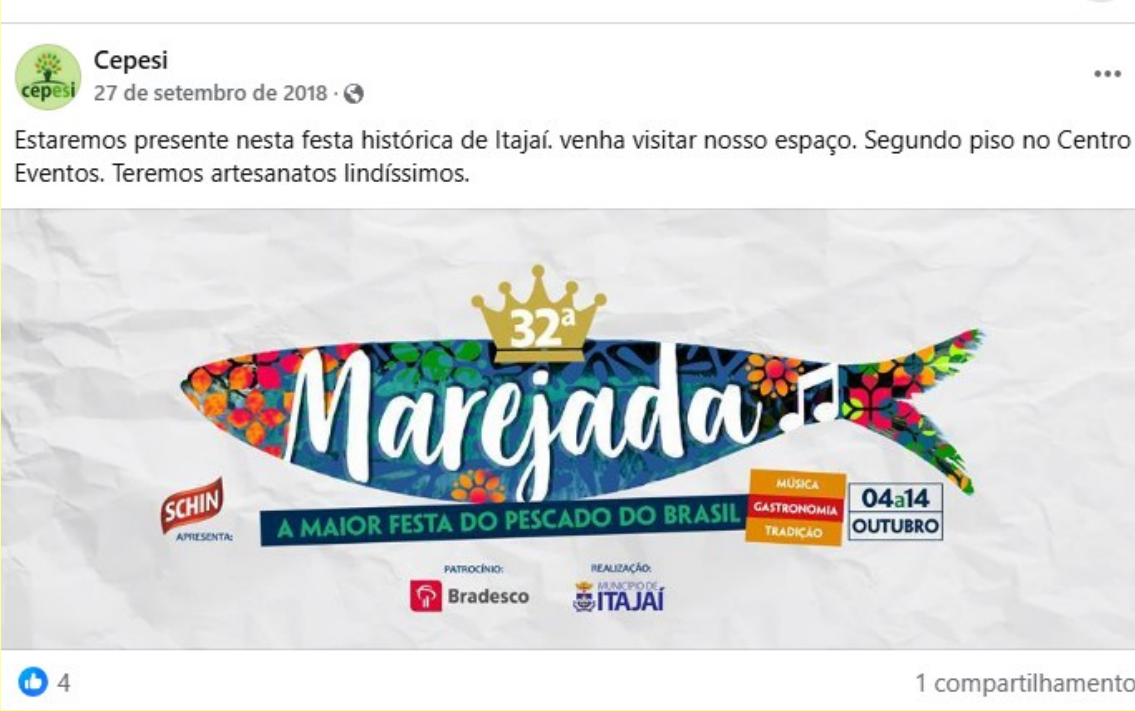 Cepesi
cepesi
27 de setembro de 2018 ·
Estaremos presente nesta festa histórica de Itajaí. venha visitar nosso espaço. Segundo piso no Centro
Eventos. Teremos artesanatos lindíssimos.
32ª
Marejada
SCHIN
APRESENTA:
A MAIOR FESTA DO PESCADO DO BRASIL
MÚSICA
GASTRONOMIA
TRADIÇÃO
04a14
OUTUBRO
PATROCÍNIO:
Bradesco
REALIZAÇÃO:
MUNICÍPIO DE
ITAJAÍ
4
1 compartilhamento